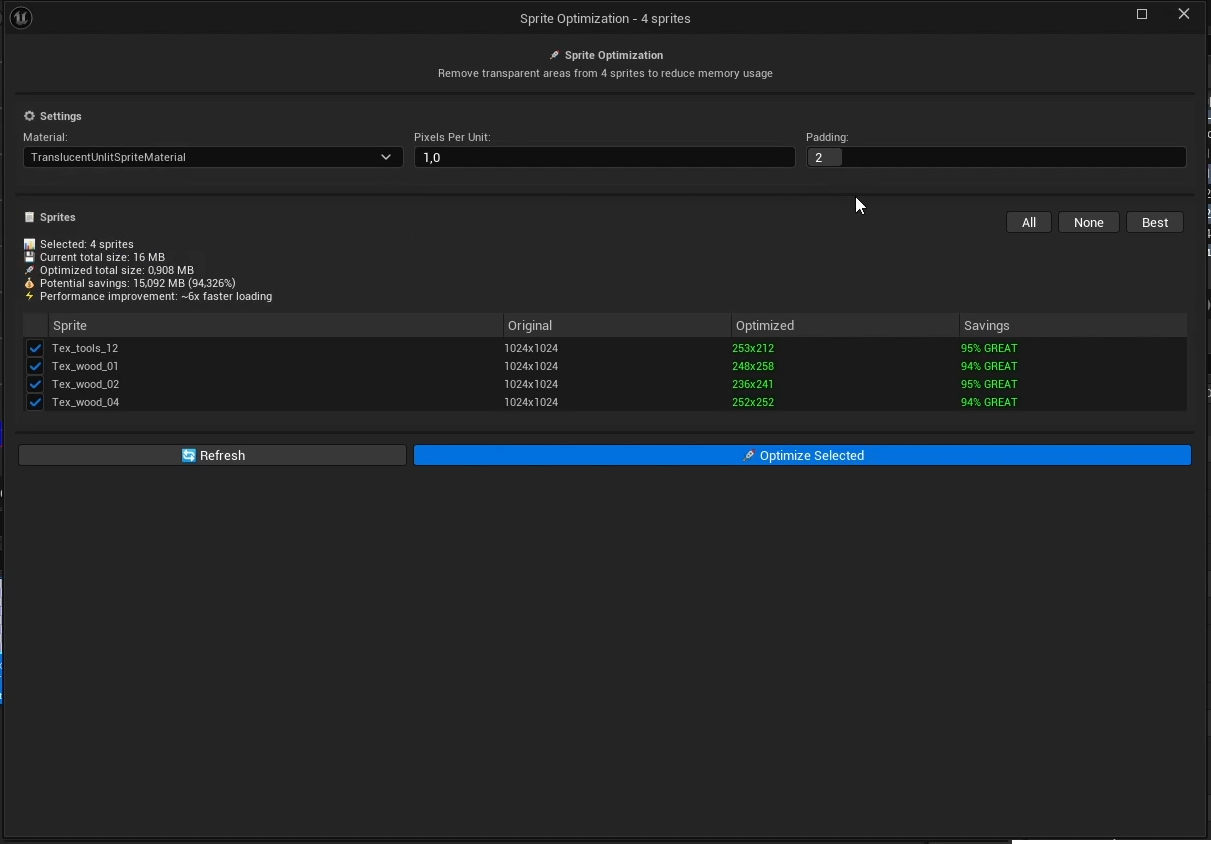 Sprite Optimization - 4 sprites
Sprite Optimization
Remove transparent areas from 4 sprites to reduce memory usage
Settings
Material: Pixels Per Unit: Padding:
TranslucentUnlitSpriteMaterial 1,0 2
Sprites
All None Best
Selected: 4 sprites
Current total size: 16 MB
Optimized total size: 0,908 MB
Potential savings: 15,092 MB (94,326%)
Performance improvement: ~6x faster loading
Sprite Original Optimized Savings
Tex_tools_12 1024x1024 253x212 95% GREAT
Tex_wood_01 1024x1024 248x258 94% GREAT
Tex_wood_02 1024x1024 236x241 95% GREAT
Tex_wood_04 1024x1024 252x252 94% GREAT
Refresh Optimize Selected